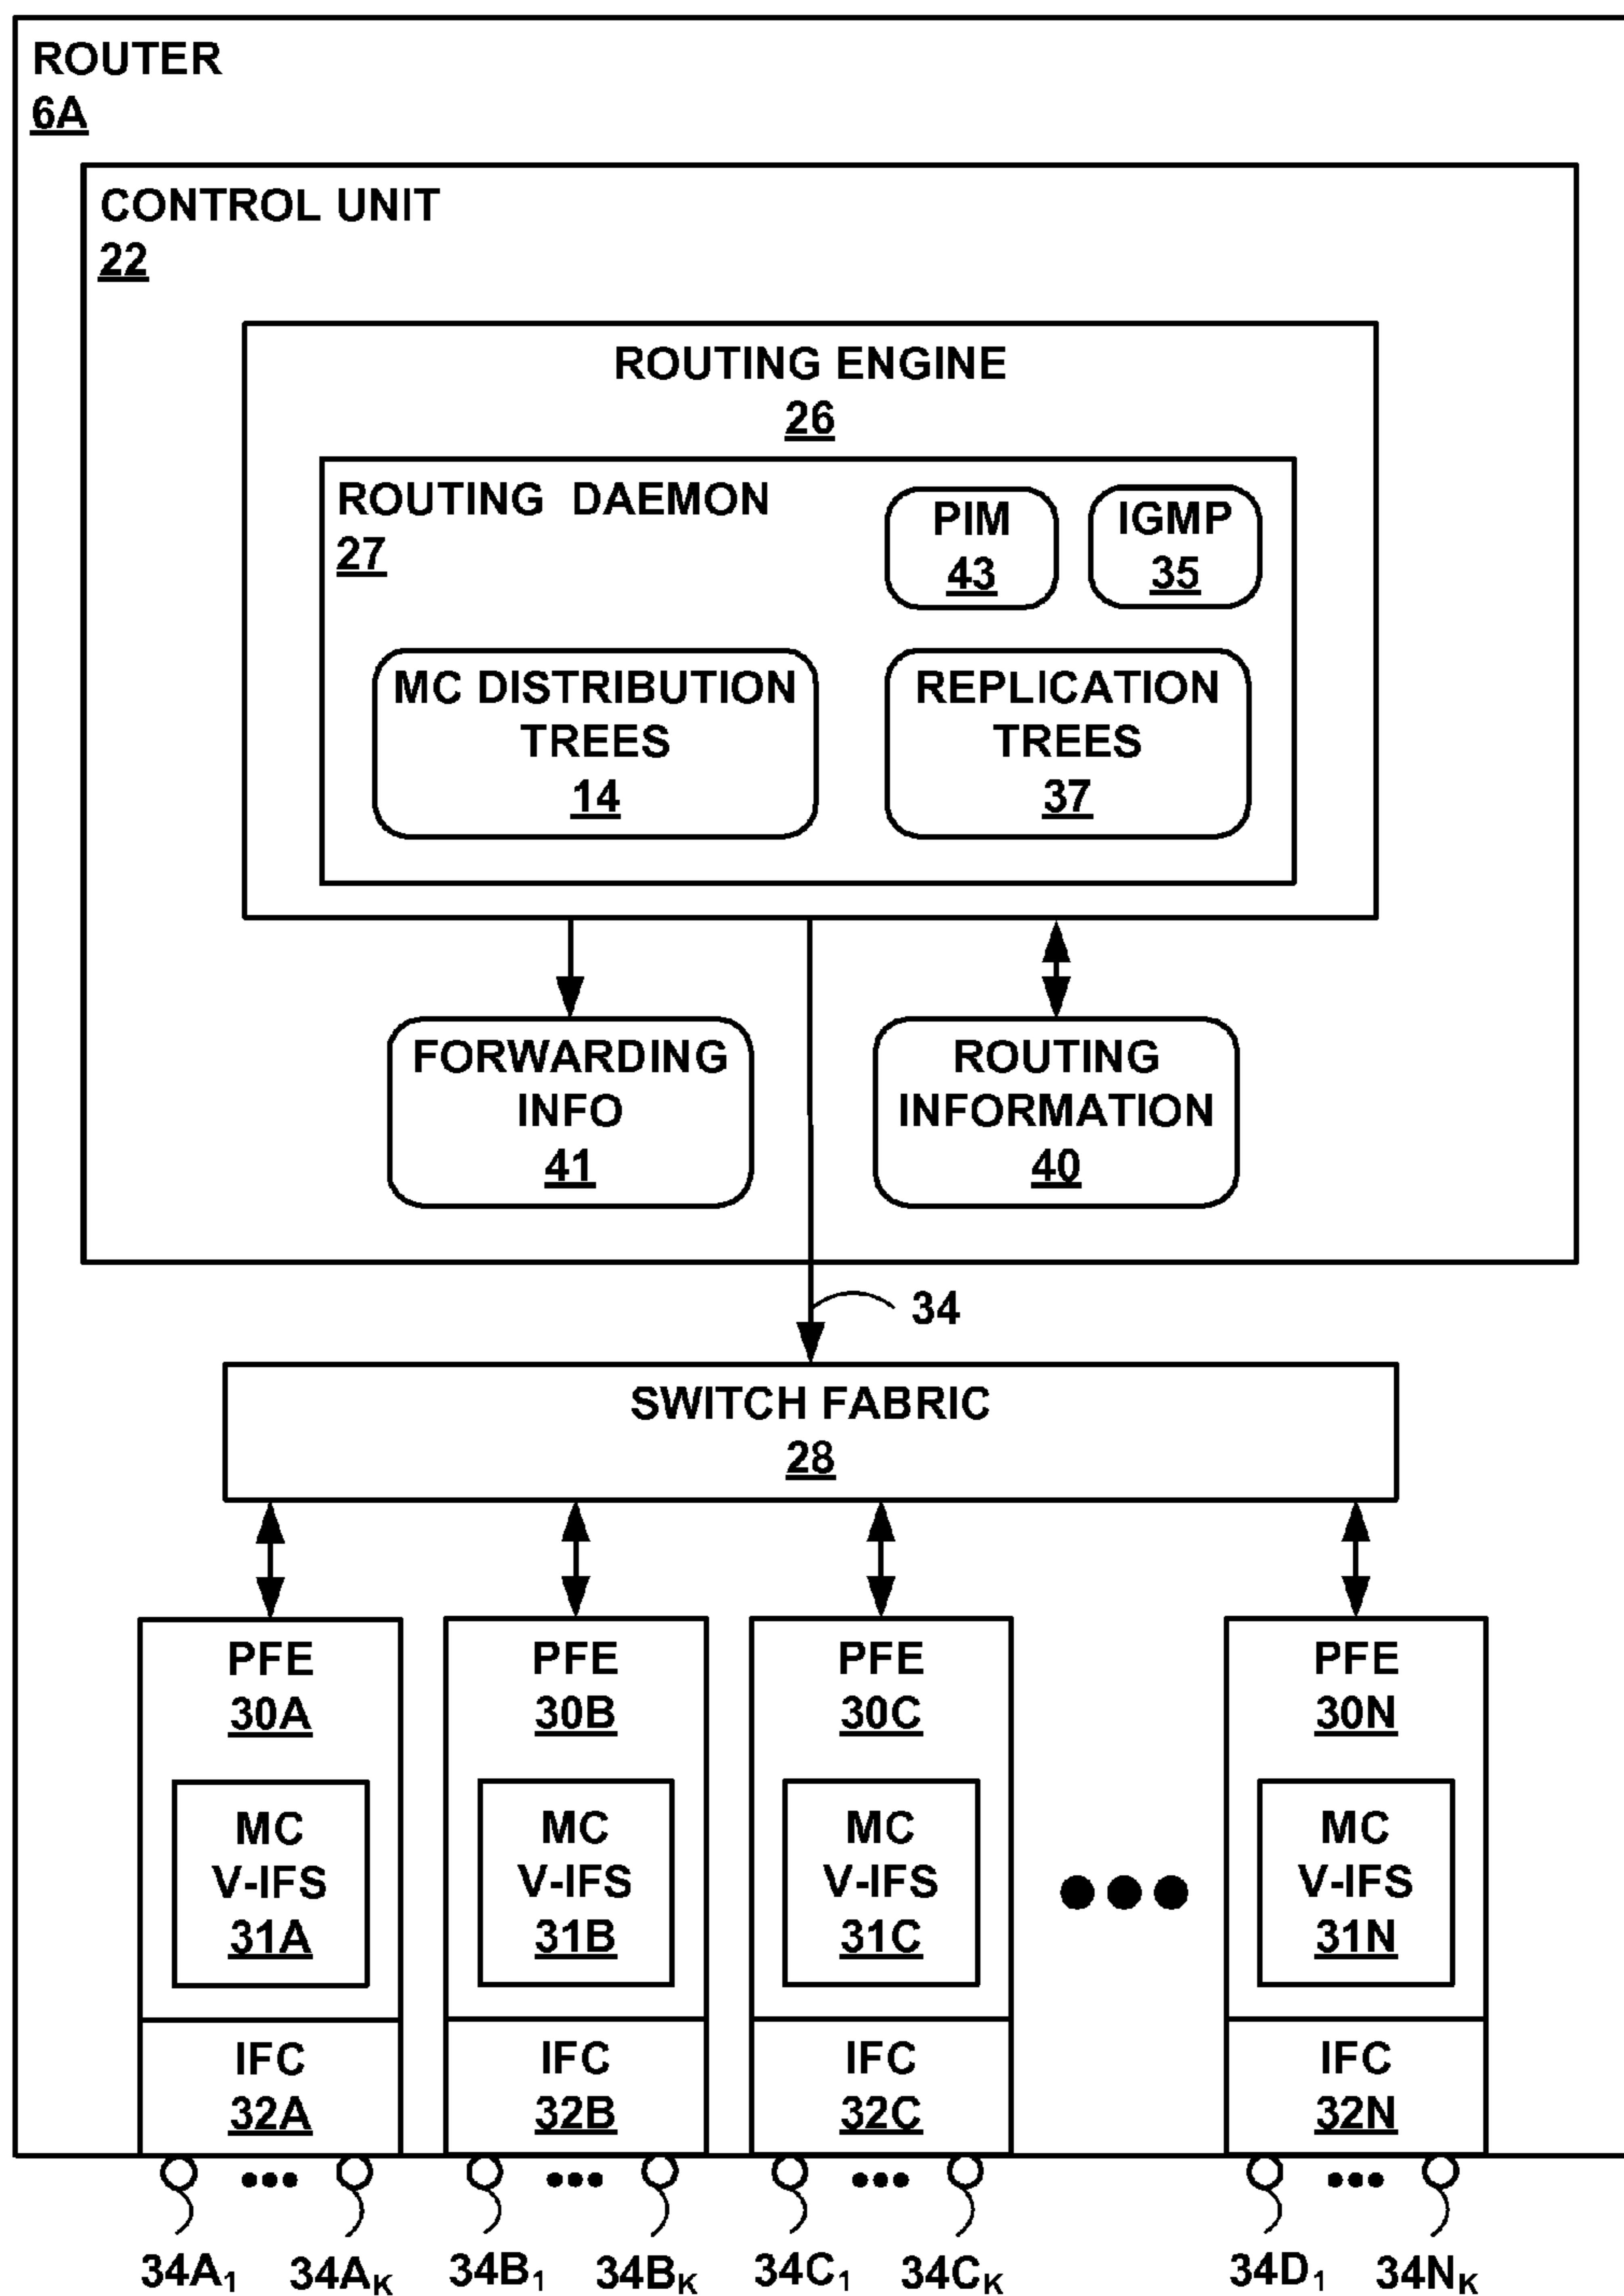 ROUTER
6A
CONTROL UNIT
22
ROUTING ENGINE
26
ROUTING DAEMON
27
PIM
43
IGMP
35
MC DISTRIBUTION
TREES
14
REPLICATION
TREES
37
FORWARDING
INFO
41
ROUTING
INFORMATION
40
34
SWITCH FABRIC
28
PFE
30A
MC
V-IFS
31A
IFC
32A
PFE
30B
MC
V-IFS
31B
IFC
32B
PFE
30C
MC
V-IFS
31C
IFC
32C
PFE
30N
MC
V-IFS
31N
IFC
32N
34A₁ 34Aₖ 34B₁ 34Bₖ 34C₁ 34Cₖ 34D₁ 34Nₖ